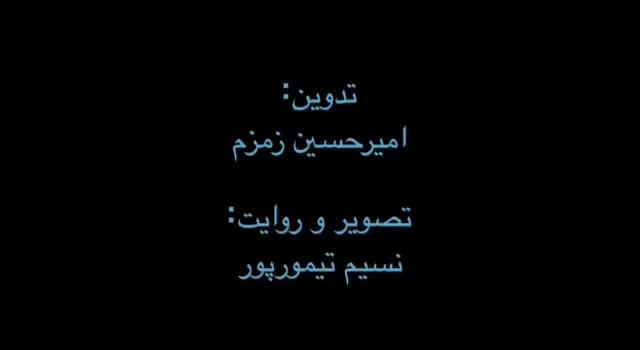 تدوین:
امیرحسین زمزم
تصویر و روایت:
نسیم تیمورپور